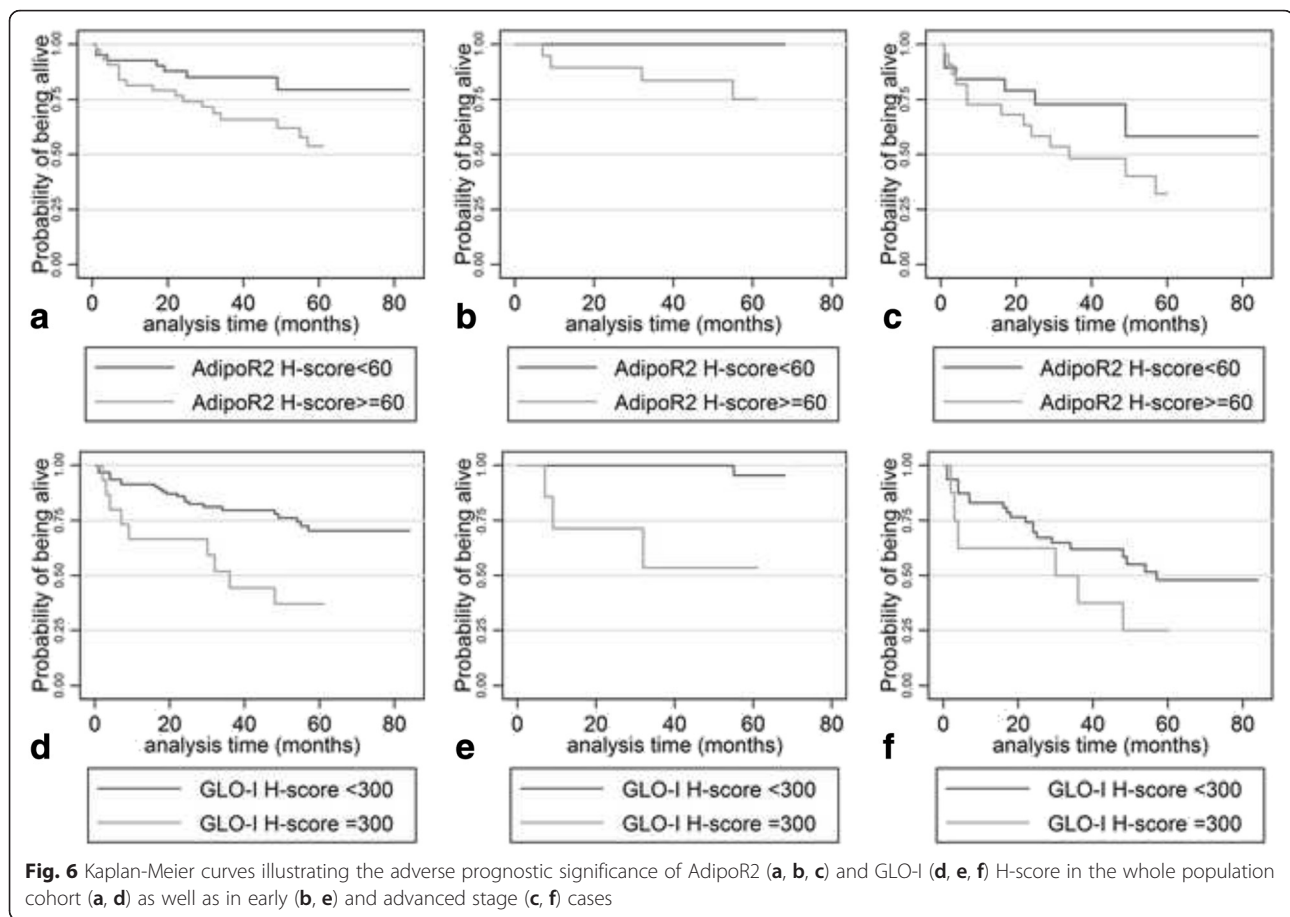 Probability of being alive
1.00
0.75
0.50
0.25
0.00
0 20 40 60 80
analysis time (months)
a
AdipoR2 H-score<60
AdipoR2 H-score>=60
Probaility of being alive
1.00
0.75
0.50
0.25
0.00
0 20 40 60 80
analysis time (months)
b
AdipoR2 H-score<60
AdipoR2 H-score>=60
Probability of being alive
1.00
0.75
0.50
0.25
0.00
0 20 40 60 80
analysis time (months)
c
AdipoR2 H-score<60
AdipoR2 H-score>=60
Probability of being alive
1.00
0.75
0.50
0.25
0.00
0 20 40 60 80
analysis time (months)
d
GLO-I H-score <300
GLO-I H-score =300
Probability of being alive
1.00
0.75
0.50
0.25
0.00
0 20 40 60 80
analysis time (months)
e
GLO-I H-score <300
GLO-I H-score =300
Probability of being alive
1.00
0.75
0.50
0.25
0.00
0 20 40 60 80
analysis time (months)
f
GLO-I H-score <300
GLO-I H-score =300
Fig. 6 Kaplan-Meier curves illustrating the adverse prognostic significance of AdipoR2 (a, b, c) and GLO-I (d, e, f) H-score in the whole population
cohort (a, d) as well as in early (b, e) and advanced stage (c, f) cases